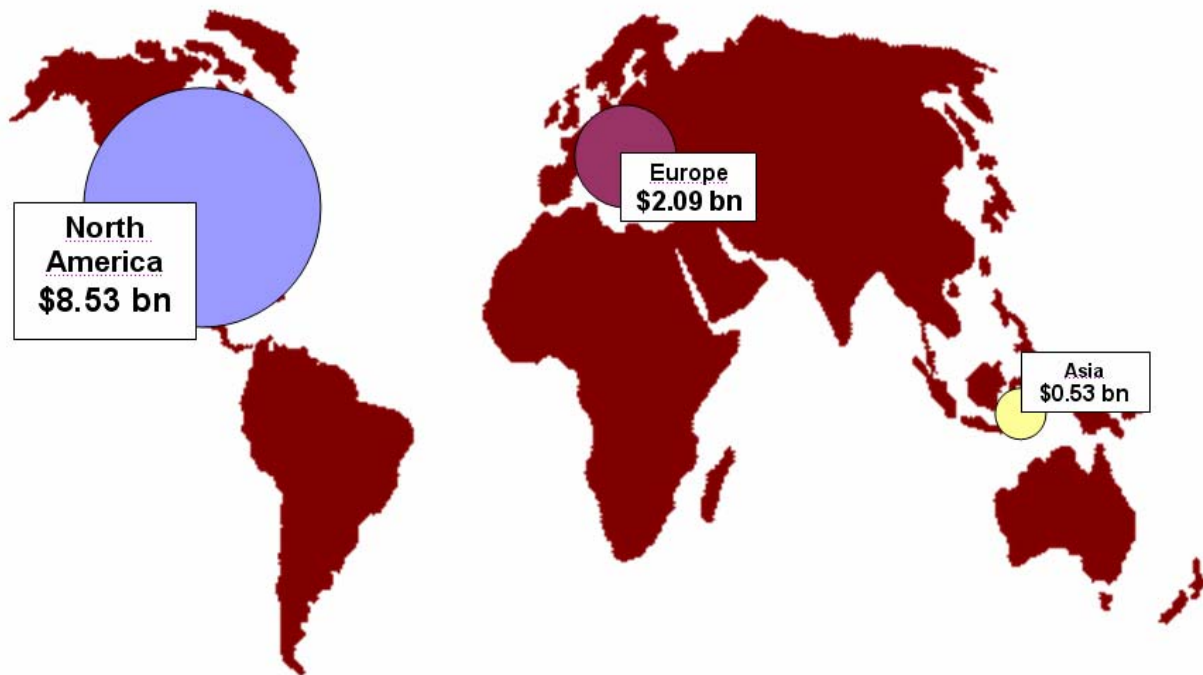 North
America
$8.53 bn
Europe
$2.09 bn
Asia
$0.53 bn